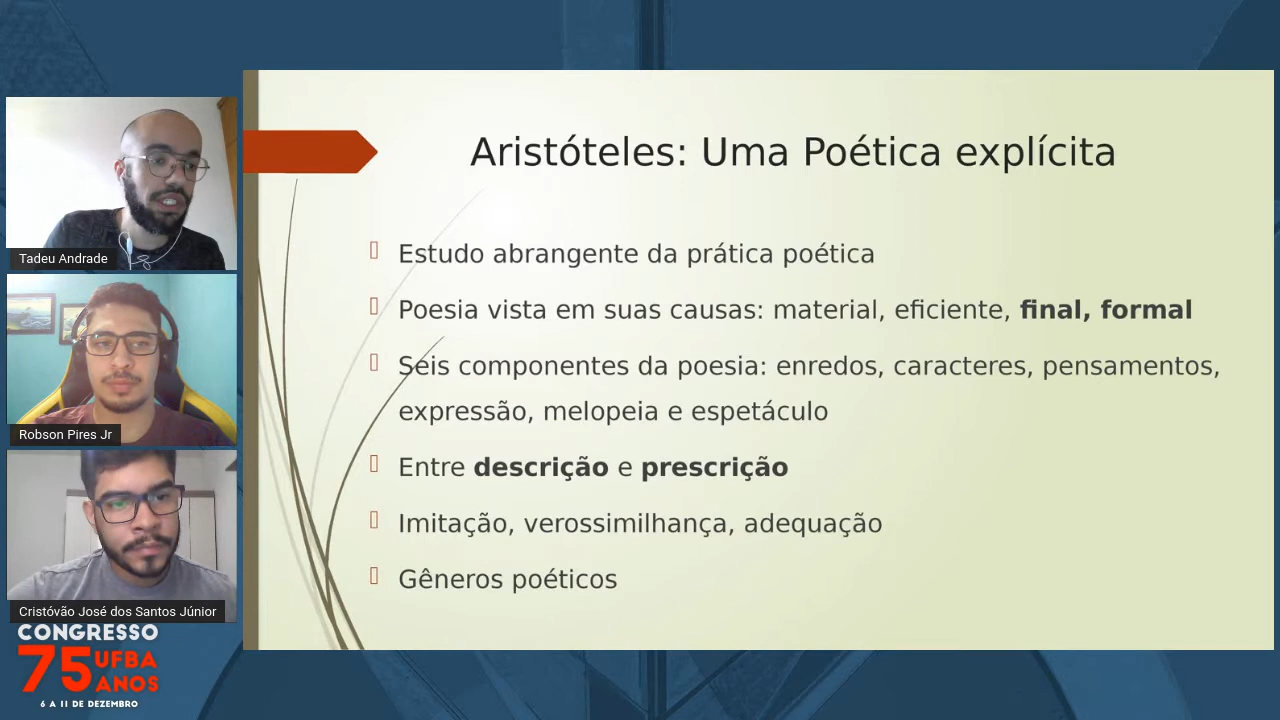 Aristóteles: Uma Poética explícita
Estudo abrangente da prática poética
Poesia vista em suas causas: material, eficiente, final, formal
Seis componentes da poesia: enredos, caracteres, pensamentos,
expressão, melopeia e espetáculo
Entre descrição e prescrição
Imitação, verossimilhança, adequação
Gêneros poéticos
Tadeu Andrade
Robson Pires Jr
Cristóvão José dos Santos Júnior
CONGRESSO
75 UFBA
ANOS
6 A 11 DE DEZEMBRO